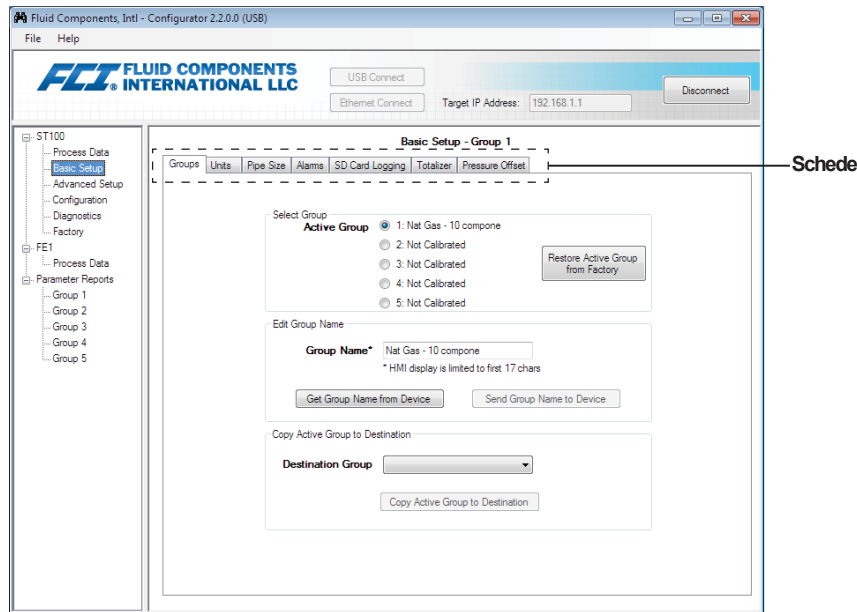 Fluid Components, Intl - Configurator 2.2.0.0 (USB)
File Help
FCI® FLUID COMPONENTS
INTERNATIONAL LLC
USB Connect
Ethernet Connect
Target IP Address: 192.168.1.1
Disconnect
ST100
Process Data
Basic Setup
Advanced Setup
Configuration
Diagnostics
Factory
FE1
Process Data
Parameter Reports
Group 1
Group 2
Group 3
Group 4
Group 5
Basic Setup - Group 1
Groups Units Pipe Size Alarms SD Card Logging Totalizer Pressure Offset
Schede
Select Group
Active Group 1: Nat Gas - 10 compone
2: Not Calibrated
3: Not Calibrated
4: Not Calibrated
5: Not Calibrated
Restore Active Group
from Factory
Edit Group Name
Group Name* Nat Gas - 10 compone
* HMI display is limited to first 17 chars
Get Group Name from Device Send Group Name to Device
Copy Active Group to Destination
Destination Group
Copy Active Group to Destination